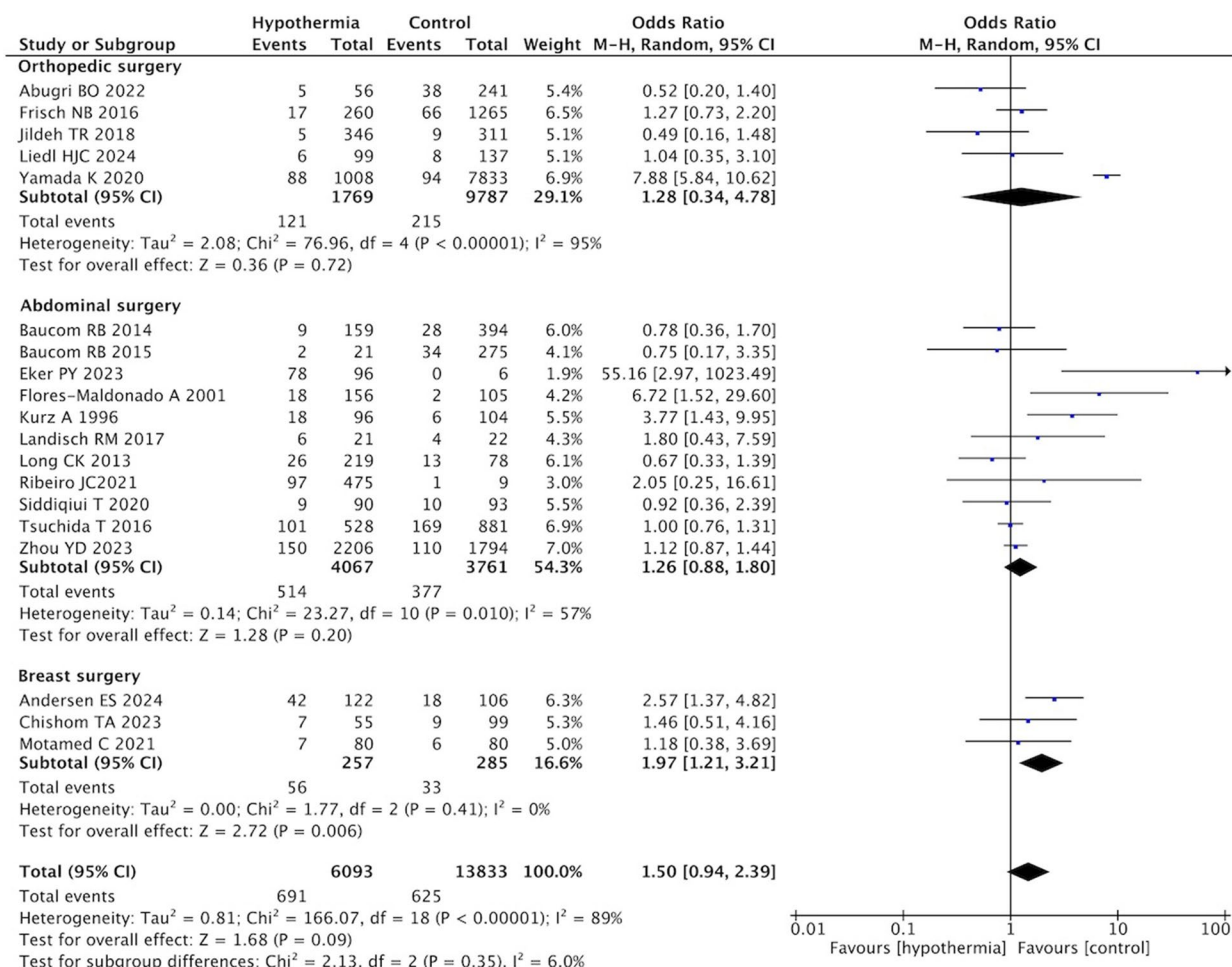 Hypothermia Control Odds Ratio Odds Ratio
Study or Subgroup Events Total Events Total Weight M-H, Random, 95% CI M-H, Random, 95% CI
Orthopedic surgery
Abugri BO 2022 5 56 38 241 5.4% 0.52 [0.20, 1.40]
Frisch NB 2016 17 260 66 1265 6.5% 1.27 [0.73, 2.20]
Jildeh TR 2018 5 346 9 311 5.1% 0.49 [0.16, 1.48]
Liedl HJC 2024 6 99 8 137 5.1% 1.04 [0.35, 3.10]
Yamada K 2020 88 1008 94 7833 6.9% 7.88 [5.84, 10.62]
Subtotal (95% CI) 1769 9787 29.1% 1.28 [0.34, 4.78]
Total events 121 215
Heterogeneity: Tau² = 2.08; Chi² = 76.96, df = 4 (P < 0.00001); I² = 95%
Test for overall effect: Z = 0.36 (P = 0.72)
Abdominal surgery
Baucom RB 2014 9 159 28 394 6.0% 0.78 [0.36, 1.70]
Baucom RB 2015 2 21 34 275 4.1% 0.75 [0.17, 3.35]
Eker PY 2023 78 96 0 6 1.9% 55.16 [2.97, 1023.49]
Flores-Maldonado A 2001 18 156 2 105 4.2% 6.72 [1.52, 29.60]
Kurz A 1996 18 96 6 104 5.5% 3.77 [1.43, 9.95]
Landisch RM 2017 6 21 4 22 4.3% 1.80 [0.43, 7.59]
Long CK 2013 26 219 13 78 6.1% 0.67 [0.33, 1.39]
Ribeiro JC2021 97 475 1 9 3.0% 2.05 [0.25, 16.61]
Siddiqiui T 2020 9 90 10 93 5.5% 0.92 [0.36, 2.39]
Tsuchida T 2016 101 528 169 881 6.9% 1.00 [0.76, 1.31]
Zhou YD 2023 150 2206 110 1794 7.0% 1.12 [0.87, 1.44]
Subtotal (95% CI) 4067 3761 54.3% 1.26 [0.88, 1.80]
Total events 514 377
Heterogeneity: Tau² = 0.14; Chi² = 23.27, df = 10 (P = 0.010); I² = 57%
Test for overall effect: Z = 1.28 (P = 0.20)
Breast surgery
Andersen ES 2024 42 122 18 106 6.3% 2.57 [1.37, 4.82]
Chishom TA 2023 7 55 9 99 5.3% 1.46 [0.51, 4.16]
Motamed C 2021 7 80 6 80 5.0% 1.18 [0.38, 3.69]
Subtotal (95% CI) 257 285 16.6% 1.97 [1.21, 3.21]
Total events 56 33
Heterogeneity: Tau² = 0.00; Chi² = 1.77, df = 2 (P = 0.41); I² = 0%
Test for overall effect: Z = 2.72 (P = 0.006)
Total (95% CI) 6093 13833 100.0% 1.50 [0.94, 2.39]
Total events 691 625
Heterogeneity: Tau² = 0.81; Chi² = 166.07, df = 18 (P < 0.00001); I² = 89%
Test for overall effect: Z = 1.68 (P = 0.09)
Test for subgroup differences: Chi² = 2.13, df = 2 (P = 0.35), I² = 6.0%
0.01 0.1 1 10 100
Favours [hypothermia] Favours [control]